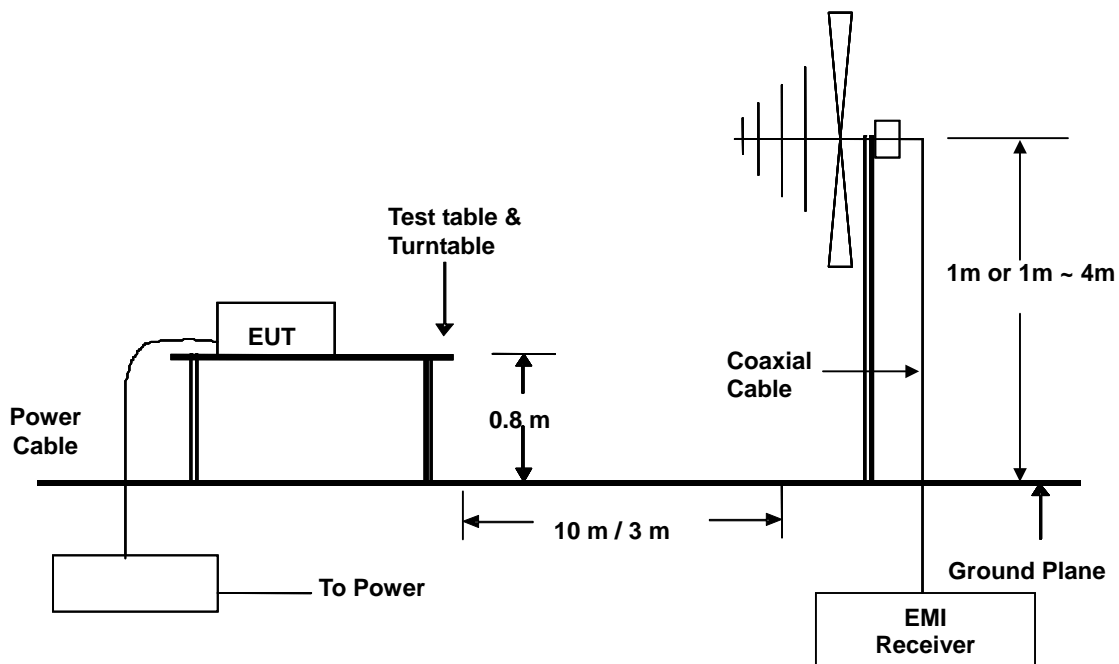 Test table &
Turntable
1m or 1m ~ 4m
EUT
Coaxial
Cable
0.8 m
Power
Cable
10 m / 3 m
Ground Plane
To Power
EMI
Receiver